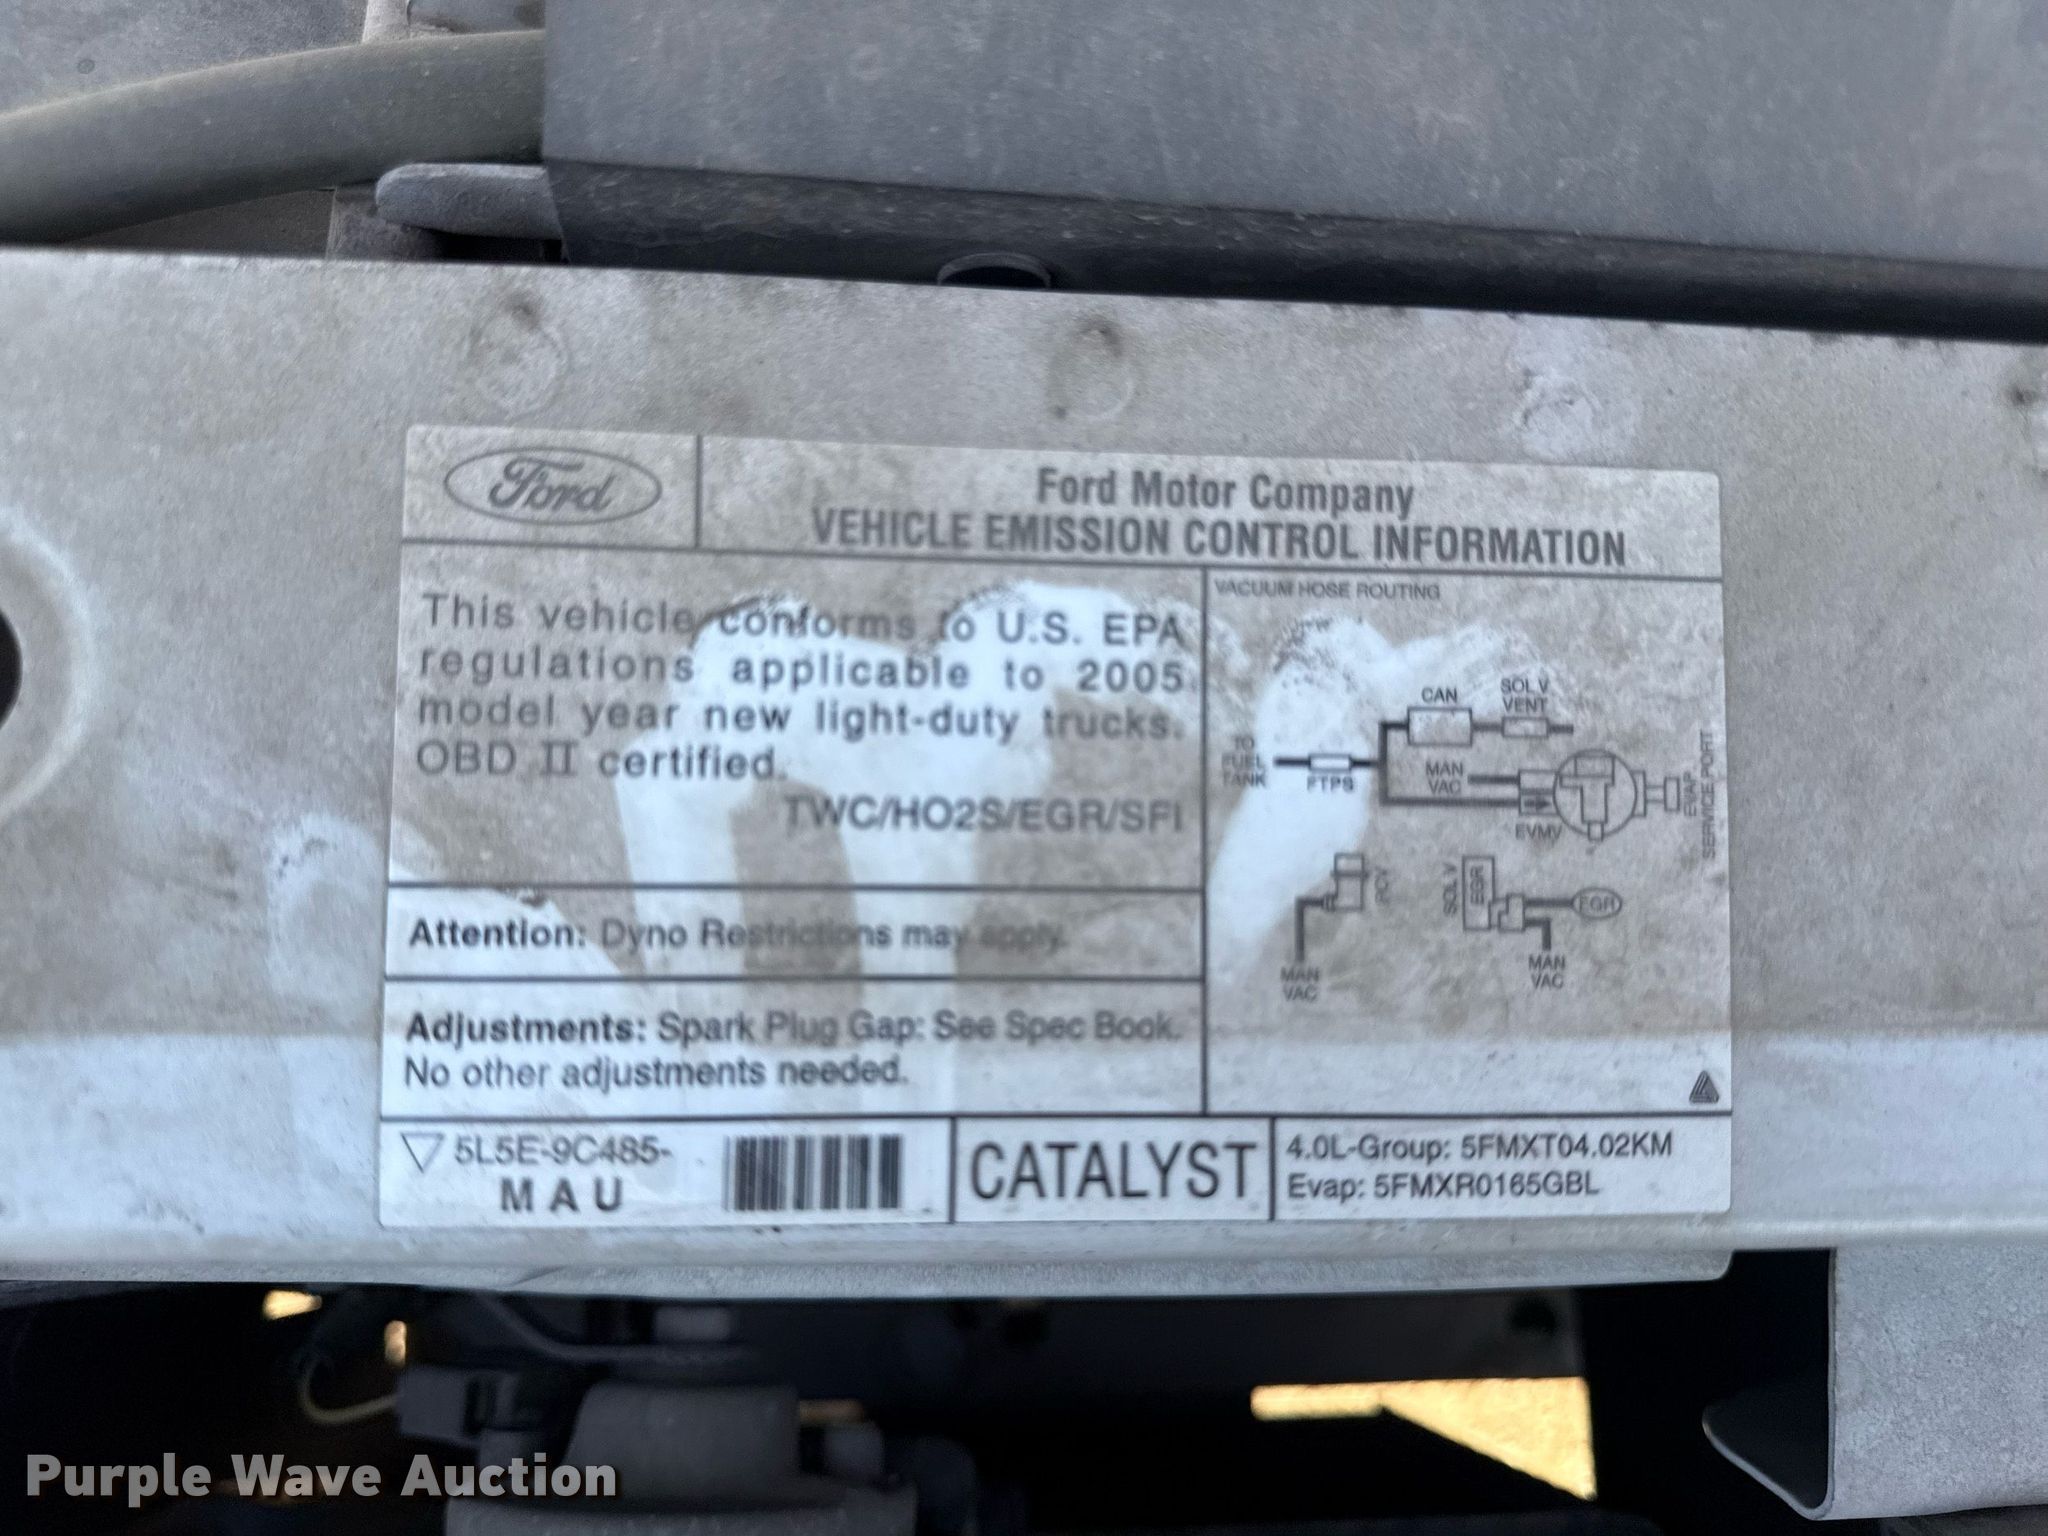 Ford
Ford Motor Company
VEHICLE EMISSION CONTROL INFORMATION
This vehicle conforms to U.S. EPA
regulations applicable to 2005
model year new light-duty trucks.
OBD II certified.
TWC/HO2S/EGR/SFI
Attention: Dyno Restrictions may apply.
Adjustments: Spark Plug Gap: See Spec Book.
No other adjustments needed.
VACUUM HOSE ROUTING
CAN
SOL V
VENT
TO
FUEL
TANK
FTPS
MAN
VAC
EVMV
EVAP
SERVICE PORT
PCV
MAN
VAC
SOL V
EGR
EGR
MAN
VAC
5L5E-9C485-
MAU
CATALYST
4.0L-Group: 5FMXT04.02KM
Evap: 5FMXR0165GBL
Purple Wave Auction